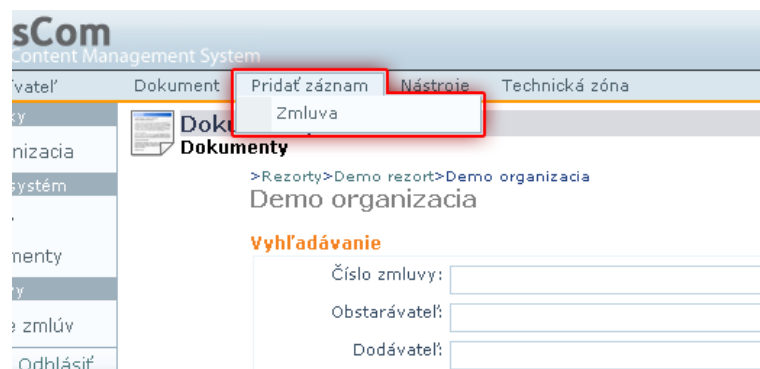 sCom
Content Management System
vateľ Dokument Pridať záznam Nástroje Technická zóna
Zmluva
nizacia
systém
menty
zmlúv
Odhlásiť
Dokumenty
>Rezorty>Demo rezort>Demo organizacia
Demo organizacia
Vyhľadávanie
Číslo zmluvy:
Obstarávateľ:
Dodávateľ: